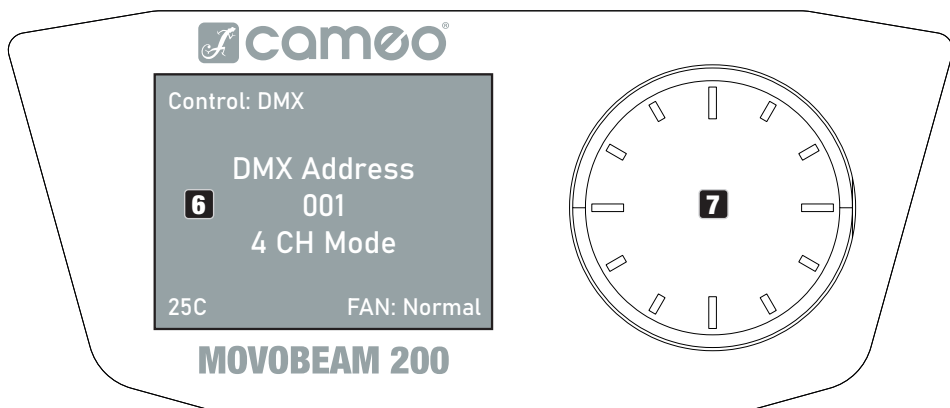 cameo®
Control: DMX
DMX Address
6
001
7
4 CH Mode
25C
FAN: Normal
MOVOBEAM 200